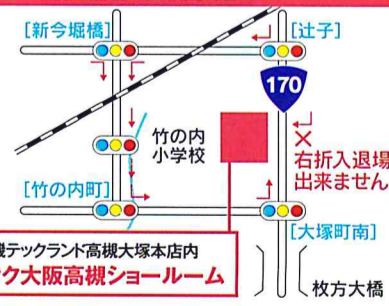 [新今堀橋]
[辻子]
170
竹の内
小学校
×
右折入退場
出来ません
[竹の内町]
[大塚町南]
テックランド高槻大塚本店内
ク大阪高槻ショールーム
枚方大橋